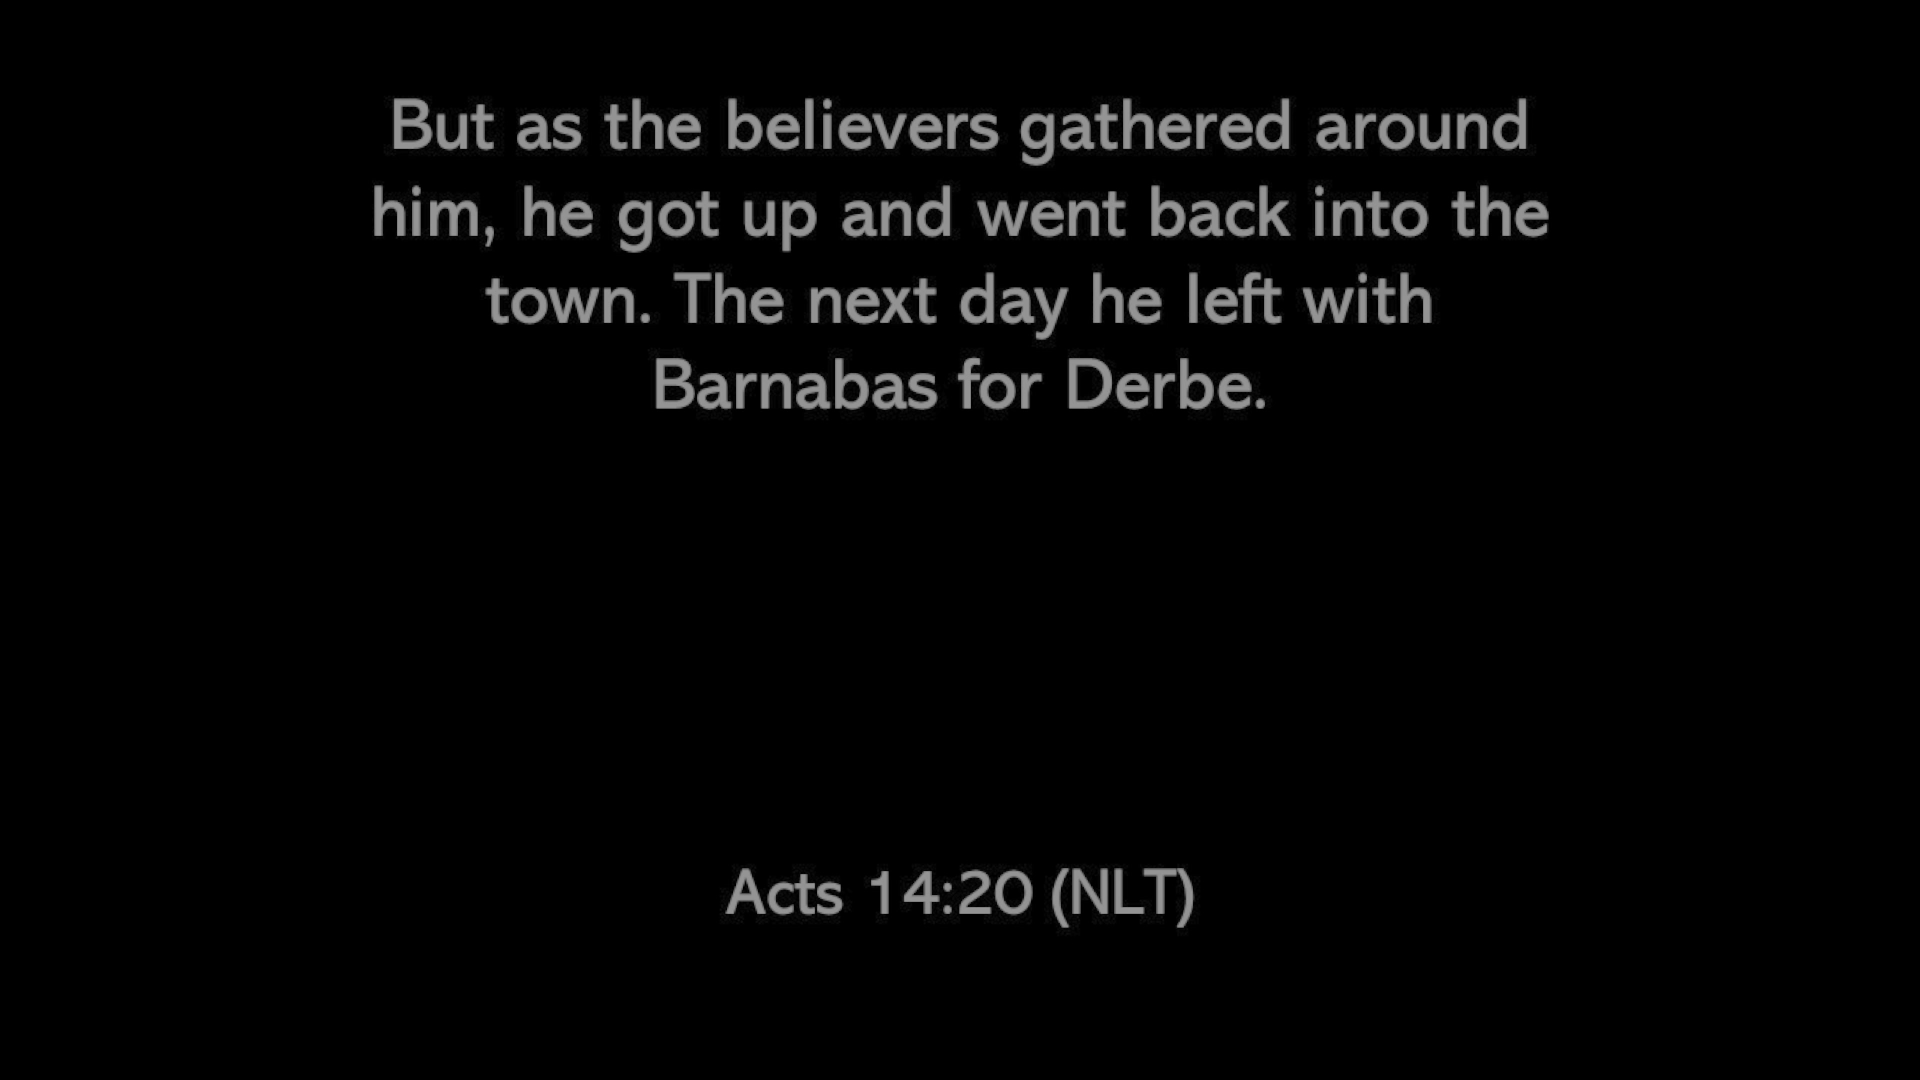 But as the believers gathered around
him, he got up and went back into the
town. The next day he left with
Barnabas for Derbe.
Acts 14:20 (NLT)